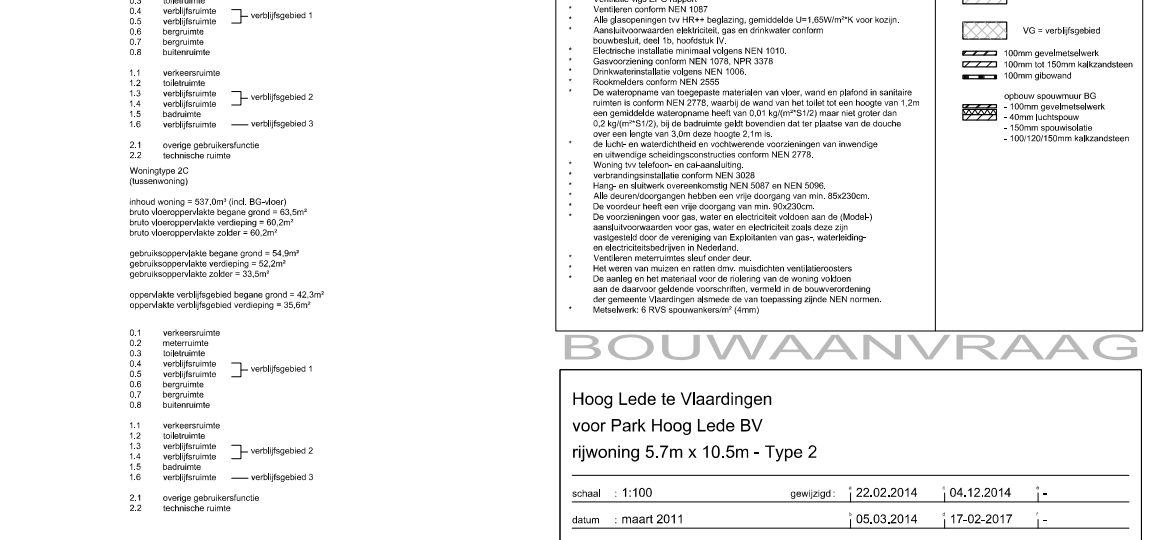 0.3 toiletruimte
0.4 verblijfsruimte
0.5 verblijfsruimte
verblijfsgebied 1
0.6 bergruimte
0.7 bergruimte
0.8 buitenruimte
1.1 verkeersruimte
1.2 toiletruimte
1.3 verblijfsruimte
1.4 verblijfsruimte
verblijfsgebied 2
1.5 badruimte
1.6 verblijfsruimte verblijfsgebied 3
2.1 overige gebruikersfunctie
2.2 technische ruimte
Woningtype 2C
(tussenwoning)
inhoud woning = 537,0m³ (incl. BG-vloer)
bruto vloeroppervlakte begane grond = 63,5m²
bruto vloeroppervlakte verdieping = 60,2m²
bruto vloeroppervlakte zolder = 60,2m²
gebruiksoppervlakte begane grond = 54,9m²
gebruiksoppervlakte verdieping = 52,2m²
gebruiksoppervlakte zolder = 33,5m²
oppervlakte verblijfsgebied begane grond = 42,3m²
oppervlakte verblijfsgebied verdieping = 35,6m²
0.1 verkeersruimte
0.2 meterruimte
0.3 toiletruimte
0.4 verblijfsruimte
0.5 verblijfsruimte
verblijfsgebied 1
0.6 bergruimte
0.7 bergruimte
0.8 buitenruimte
1.1 verkeersruimte
1.2 toiletruimte
1.3 verblijfsruimte
1.4 verblijfsruimte
verblijfsgebied 2
1.5 badruimte
1.6 verblijfsruimte verblijfsgebied 3
2.1 overige gebruikersfunctie
2.2 technische ruimte
* Ventilatie vlgs EPC rapport
* Ventileren conform NEN 1087
* Alle glasopeningen tvv HR++ beglazing, gemiddelde U=1,65W/m²*K voor kozijn.
* Aansluitvoorwaarden elektriciteit, gas en drinkwater conform
bouwbesluit, deel 1b, hoofdstuk IV.
* Electrische installatie minimaal volgens NEN 1010.
* Gasvoorziening conform NEN 1078, NPR 3378
* Drinkwaterinstallatie volgens NEN 1006.
* Rookmelders conform NEN 2555
* De wateropname van toegepaste materialen van vloer, wand en plafond in sanitaire
ruimten is conform NEN 2778, waarbij de wand van het toilet tot een hoogte van 1,2m
een gemiddelde wateropname heeft van 0,01 kg/(m²*S1/2) maar niet groter dan
0,2 kg/(m²*S1/2), bij de badruimte geldt bovendien dat ter plaatse van de douche
over een lengte van 3,0m deze hoogte 2,1m is.
* de lucht- en waterdichtheid en vochtwerende voorzieningen van inwendige
en uitwendige scheidingsconstructies conform NEN 2778.
* Woning tvv telefoon- en cai-aansluiting.
* verbrandingsinstallatie conform NEN 3028
* Hang- en sluitwerk overeenkomstig NEN 5087 en NEN 5096.
* Alle deuren/doorgangen hebben een vrije doorgang van min. 85x230cm.
* De voordeur heeft een vrije doorgang van min. 90x230cm.
* De voorzieningen voor gas, water en electriciteit voldoen aan de (Model-)
aansluitvoorwaarden voor gas, water en electriciteit zoals deze zijn
vastgesteld door de vereniging van Exploitanten van gas-, waterleiding-
en electriciteitsbedrijven in Nederland.
* Ventileren meterruimtes sleuf onder deur.
* Het weren van muizen en ratten dmv. muisdichten ventilatieroosters
* De aanleg en het materiaal voor de riolering van de woning voldoen
aan de daarvoor geldende voorschriften, vermeld in de bouwverordening
der gemeente Vlaardingen alsmede de van toepassing zijnde NEN normen.
* Metselwerk: 6 RVS spouwankers/m² (4mm)
VG = verblijfsgebied
100mm gevelmetselwerk
100mm tot 150mm kalkzandsteen
100mm gibowand
opbouw spouwmuur BG
- 100mm gevelmetselwerk
- 40mm luchtspouw
- 150mm spouwisolatie
- 100/120/150mm kalkzandsteen
BOUWAANVRAAG
Hoog Lede te Vlaardingen
voor Park Hoog Lede BV
rijwoning 5.7m x 10.5m - Type 2
schaal : 1:100 gewijzigd : a 22.02.2014 c 04.12.2014 e -
datum : maart 2011 b 05.03.2014 d 17-02-2017 f -